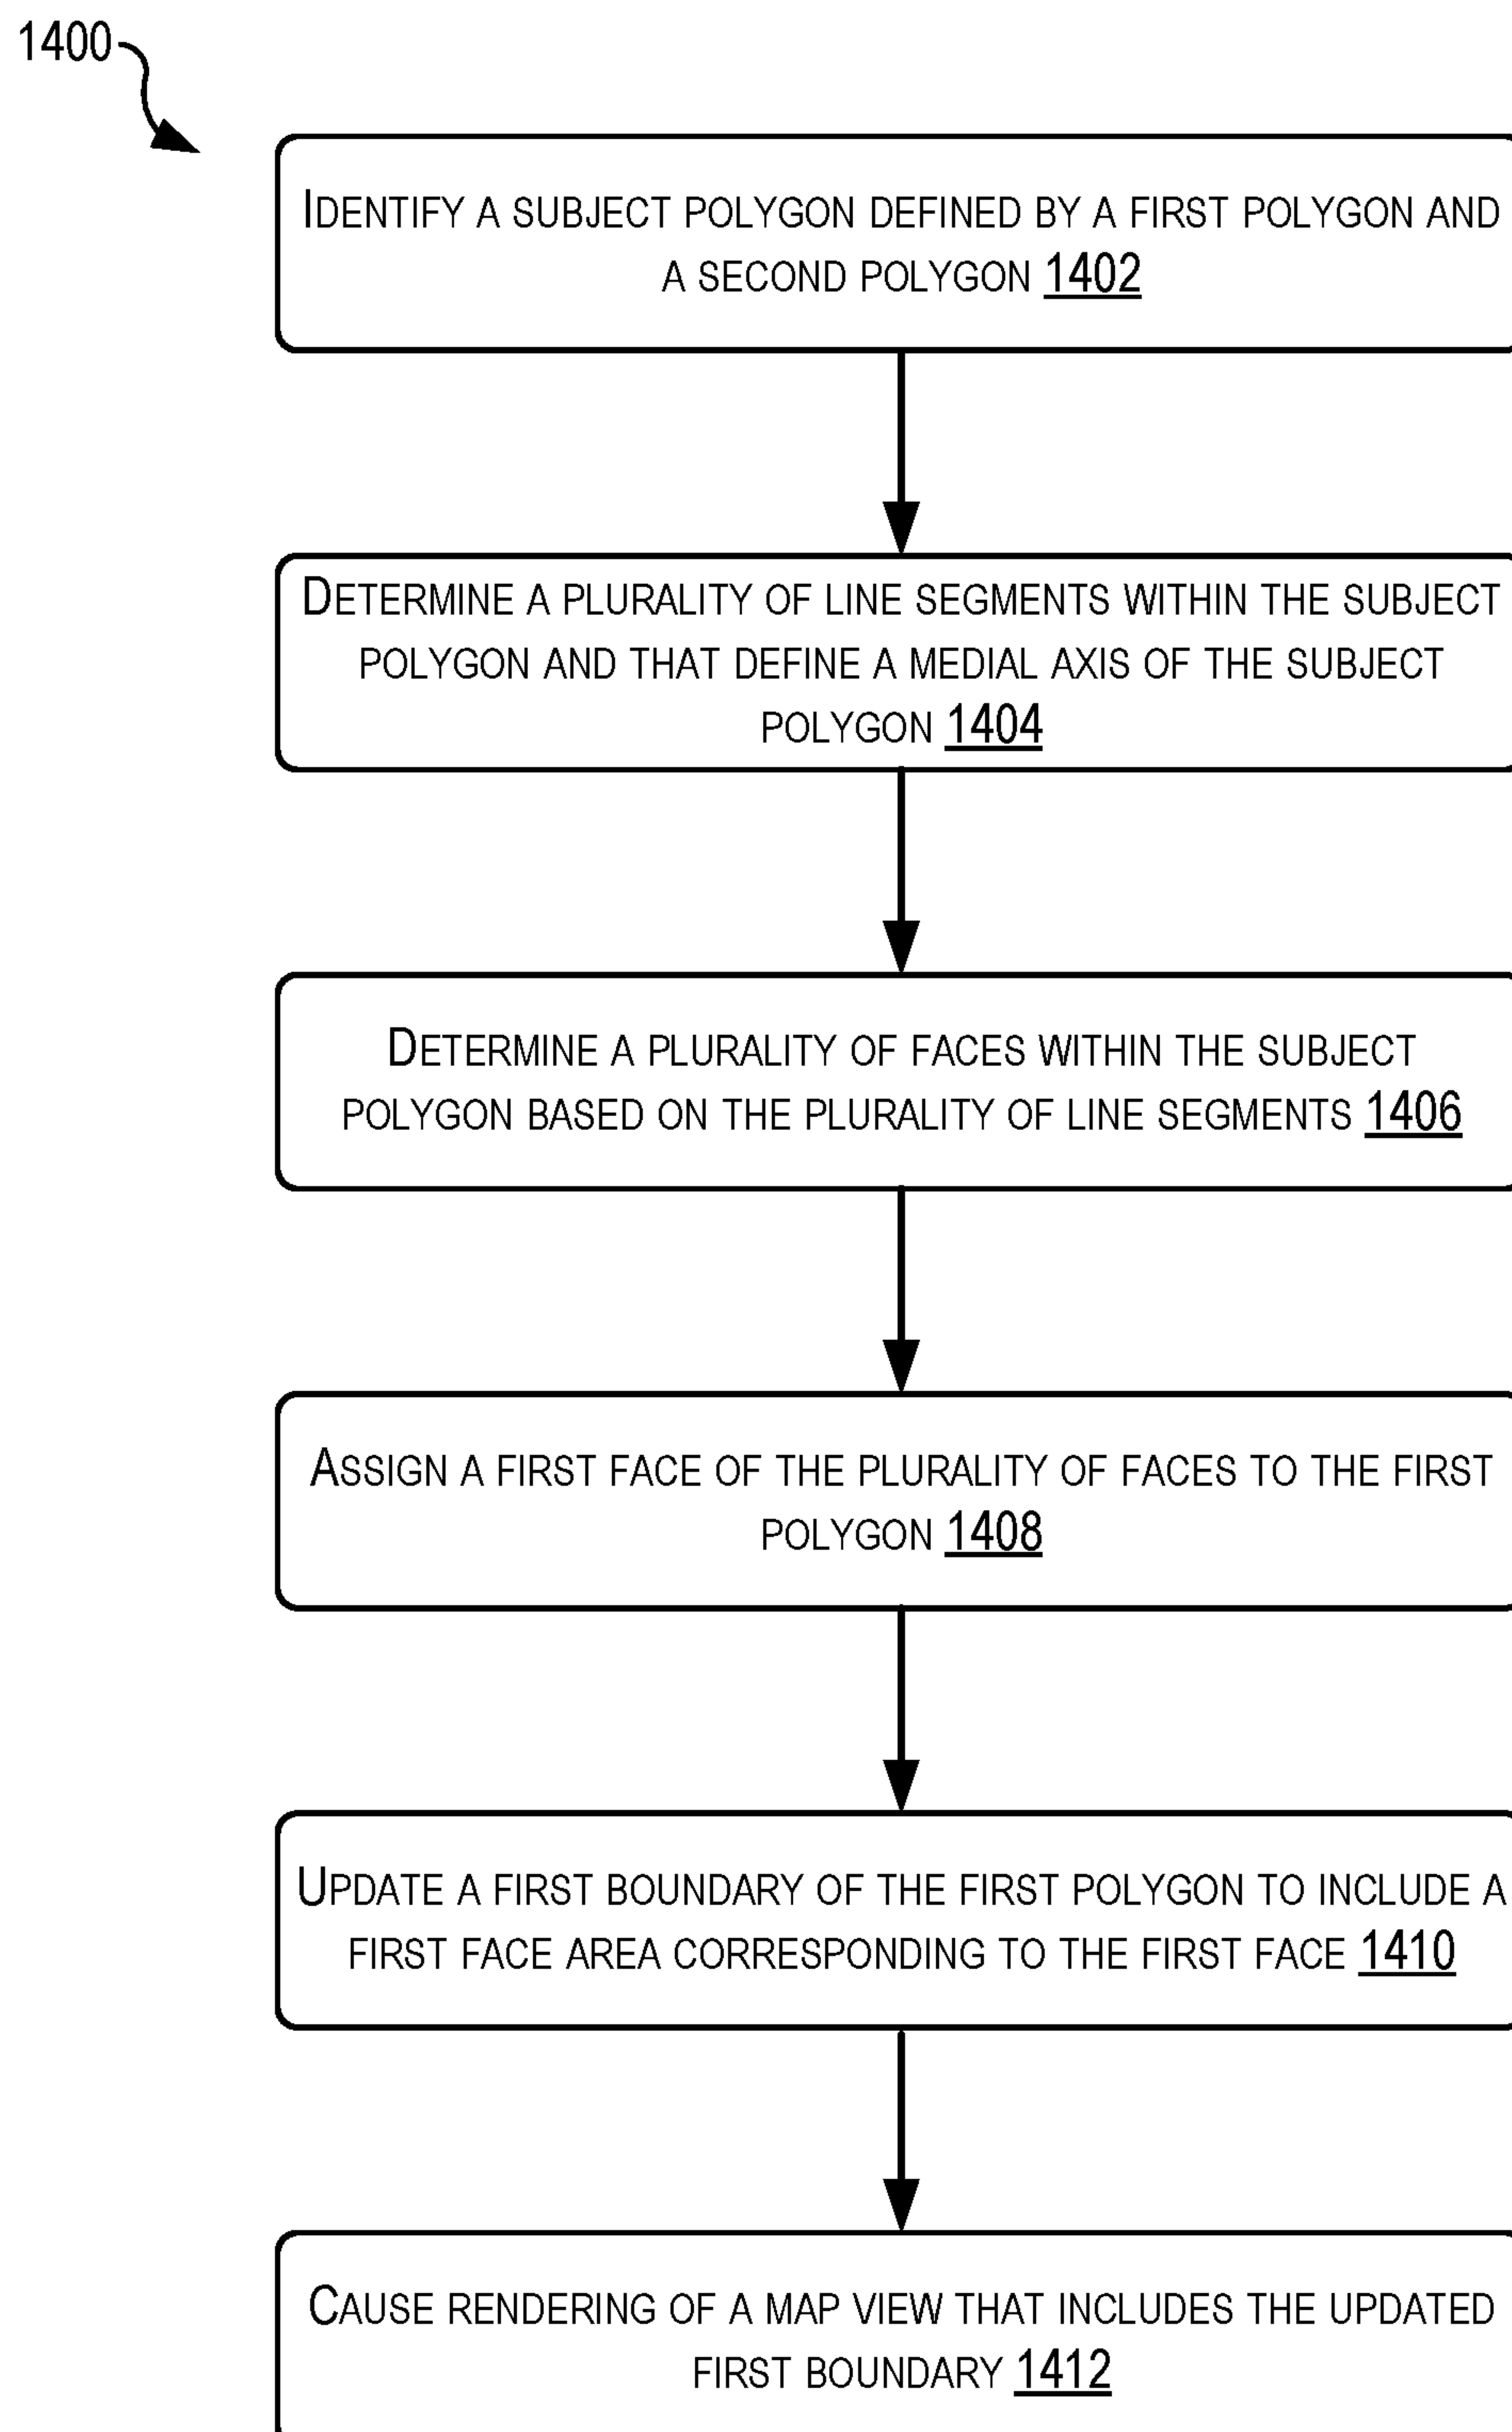 1400
IDENTIFY A SUBJECT POLYGON DEFINED BY A FIRST POLYGON AND
A SECOND POLYGON 1402
DETERMINE A PLURALITY OF LINE SEGMENTS WITHIN THE SUBJECT
POLYGON AND THAT DEFINE A MEDIAL AXIS OF THE SUBJECT
POLYGON 1404
DETERMINE A PLURALITY OF FACES WITHIN THE SUBJECT
POLYGON BASED ON THE PLURALITY OF LINE SEGMENTS 1406
ASSIGN A FIRST FACE OF THE PLURALITY OF FACES TO THE FIRST
POLYGON 1408
UPDATE A FIRST BOUNDARY OF THE FIRST POLYGON TO INCLUDE A
FIRST FACE AREA CORRESPONDING TO THE FIRST FACE 1410
CAUSE RENDERING OF A MAP VIEW THAT INCLUDES THE UPDATED
FIRST BOUNDARY 1412